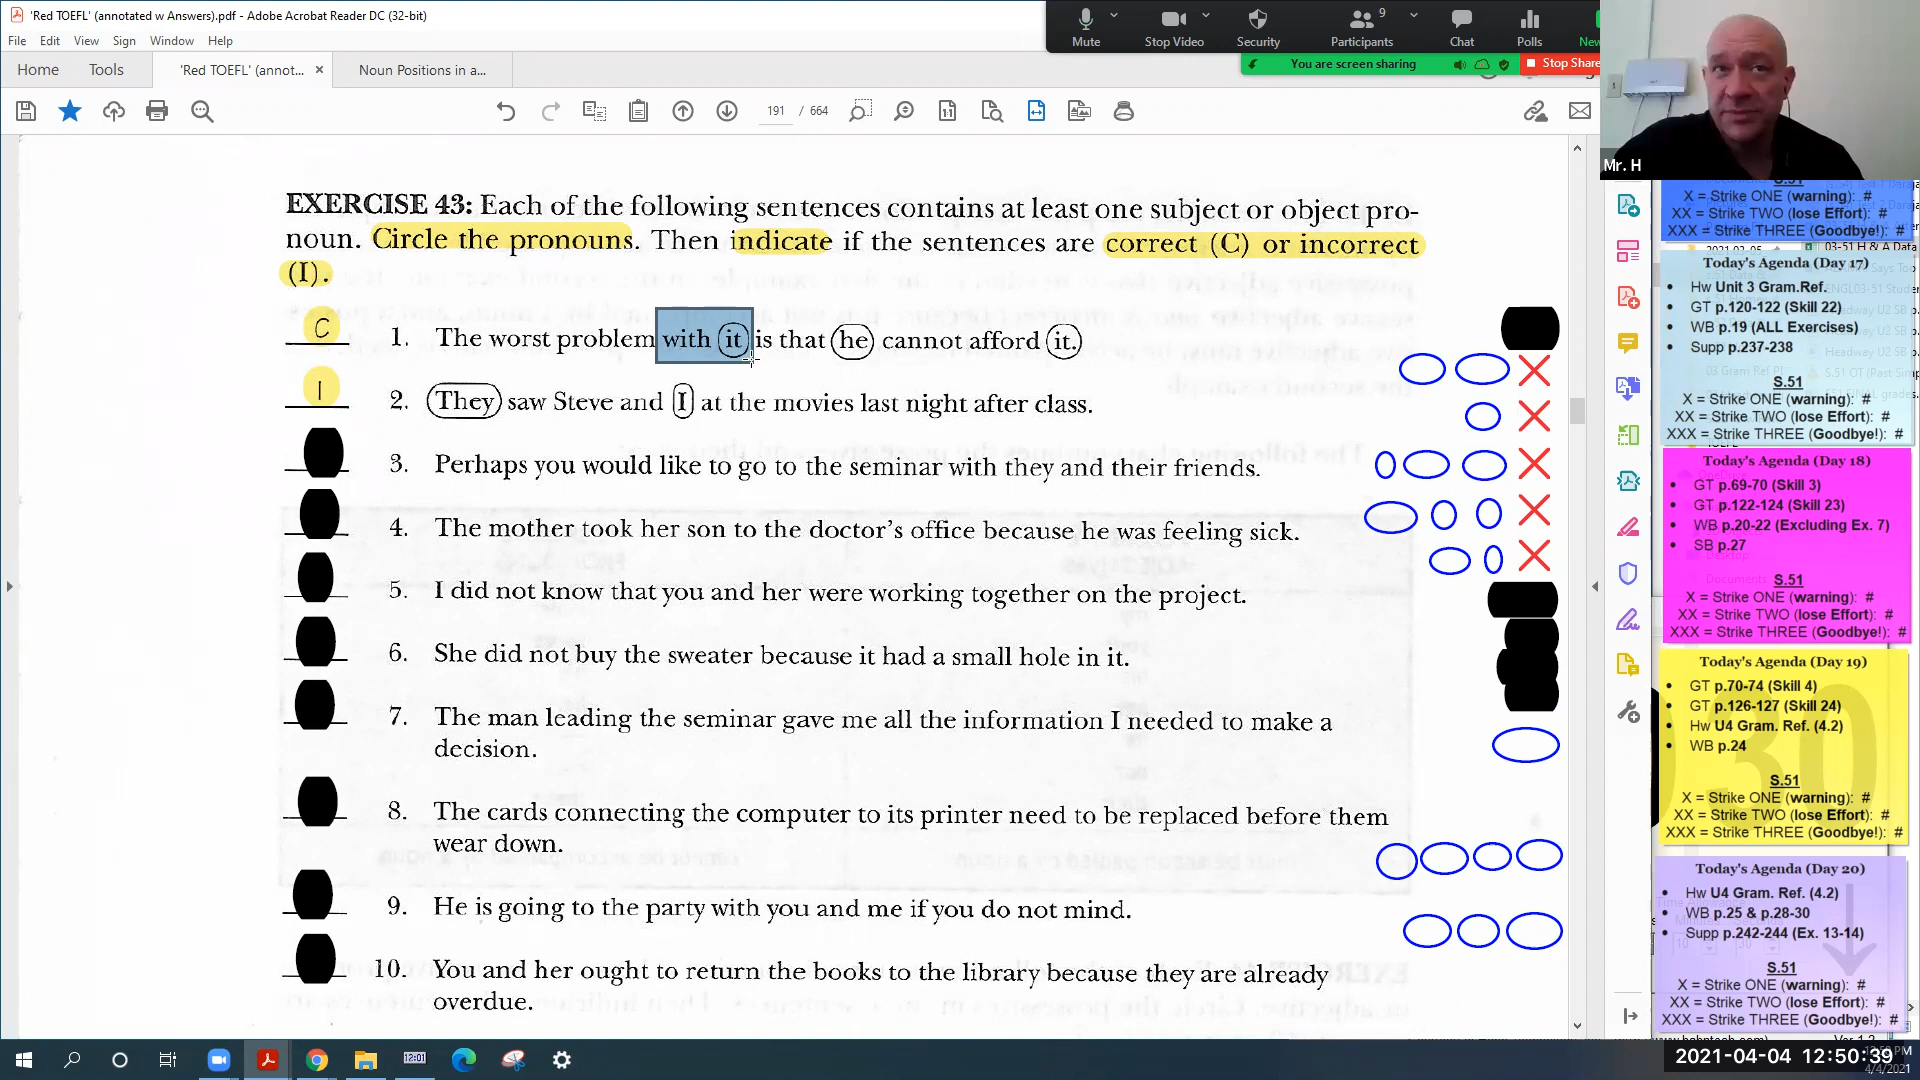 'Red TOEFL' (annotated w Answers).pdf - Adobe Acrobat Reader DC (32-bit)
File Edit View Sign Window Help
Home Tools 'Red TOEFL' (annot... × Noun Positions in a...
Mute Stop Video Security Participants 9 Chat Polls
You are screen sharing Stop Share
191 / 664
Mr. H
EXERCISE 43: Each of the following sentences contains at least one subject or object pro-
noun. Circle the pronouns. Then indicate if the sentences are correct (C) or incorrect
(I).
C 1. The worst problem with it is that he cannot afford it.
I 2. They saw Steve and I at the movies last night after class.
3. Perhaps you would like to go to the seminar with they and their friends.
4. The mother took her son to the doctor's office because he was feeling sick.
5. I did not know that you and her were working together on the project.
6. She did not buy the sweater because it had a small hole in it.
7. The man leading the seminar gave me all the information I needed to make a
decision.
8. The cards connecting the computer to its printer need to be replaced before them
wear down.
9. He is going to the party with you and me if you do not mind.
10. You and her ought to return the books to the library because they are already
overdue.
S.51
X = Strike ONE (warning): #
XX = Strike TWO (lose Effort): #
XXX = Strike THREE (Goodbye!): #
Today's Agenda (Day 17)
• Hw Unit 3 Gram.Ref.
• GT p.120-122 (Skill 22)
• WB p.19 (ALL Exercises)
• Supp p.237-238
S.51
X = Strike ONE (warning): #
XX = Strike TWO (lose Effort): #
XXX = Strike THREE (Goodbye!): #
Today's Agenda (Day 18)
• GT p.69-70 (Skill 3)
• GT p.122-124 (Skill 23)
• WB p.20-22 (Excluding Ex. 7)
• SB p.27
S.51
X = Strike ONE (warning): #
XX = Strike TWO (lose Effort): #
XXX = Strike THREE (Goodbye!): #
Today's Agenda (Day 19)
• GT p.70-74 (Skill 4)
• GT p.126-127 (Skill 24)
• Hw U4 Gram. Ref. (4.2)
• WB p.24
S.51
X = Strike ONE (warning): #
XX = Strike TWO (lose Effort): #
XXX = Strike THREE (Goodbye!): #
Today's Agenda (Day 20)
• Hw U4 Gram. Ref. (4.2)
• WB p.25 & p.28-30
• Supp p.242-244 (Ex. 13-14)
S.51
X = Strike ONE (warning): #
XX = Strike TWO (lose Effort): #
XXX = Strike THREE (Goodbye!): #
12:01
2021-04-04 12:50:39
4/4/2021